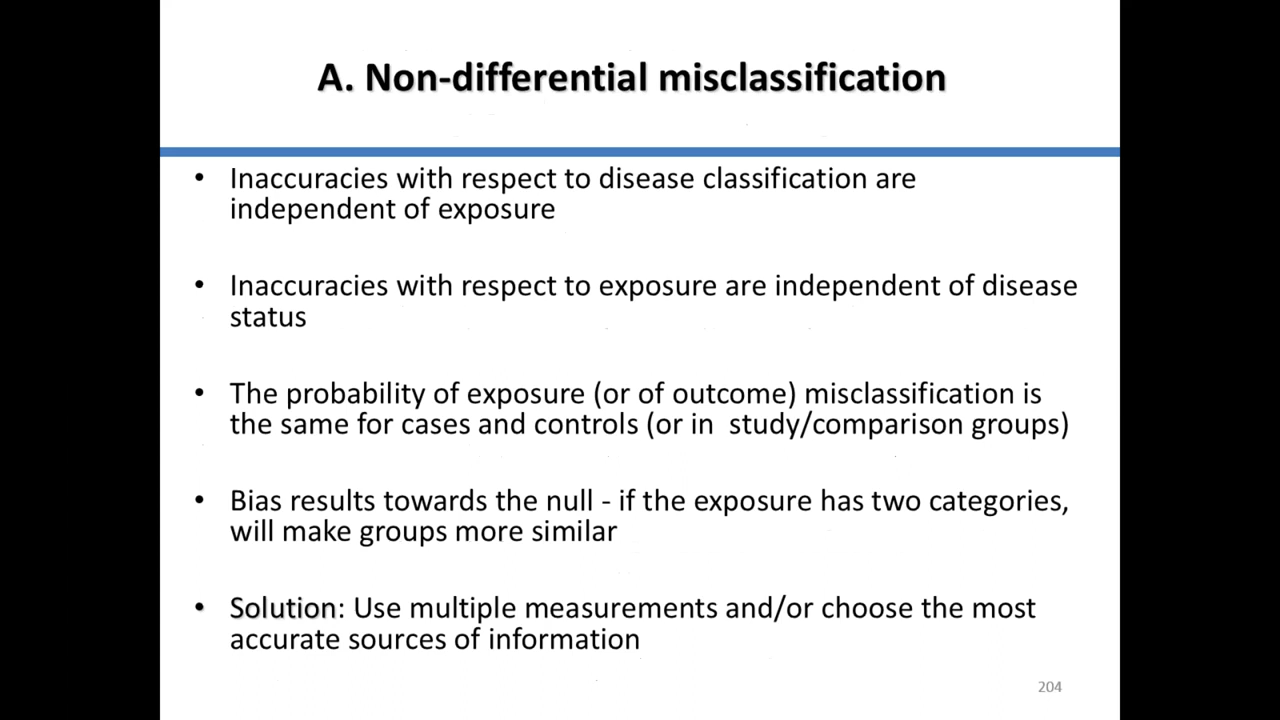 A. Non-differential misclassification
• Inaccuracies with respect to disease classification are
independent of exposure
• Inaccuracies with respect to exposure are independent of disease
status
• The probability of exposure (or of outcome) misclassification is
the same for cases and controls (or in study/comparison groups)
• Bias results towards the null - if the exposure has two categories,
will make groups more similar
• Solution: Use multiple measurements and/or choose the most
accurate sources of information
204